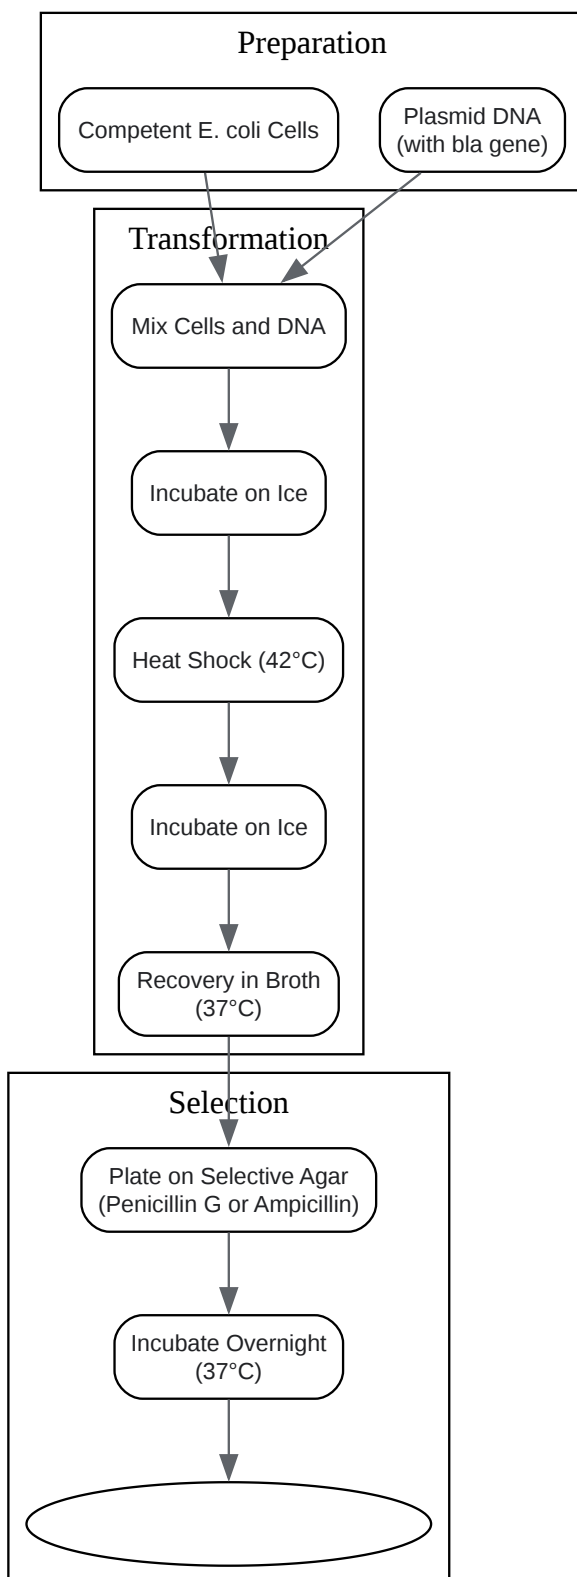 Preparation
Competent E. coli Cells
Plasmid DNA
(with bla gene)
Transformation
Mix Cells and DNA
Incubate on Ice
Heat Shock (42°C)
Incubate on Ice
Recovery in Broth
(37°C)
Selection
Plate on Selective Agar
(Penicillin G or Ampicillin)
Incubate Overnight
(37°C)